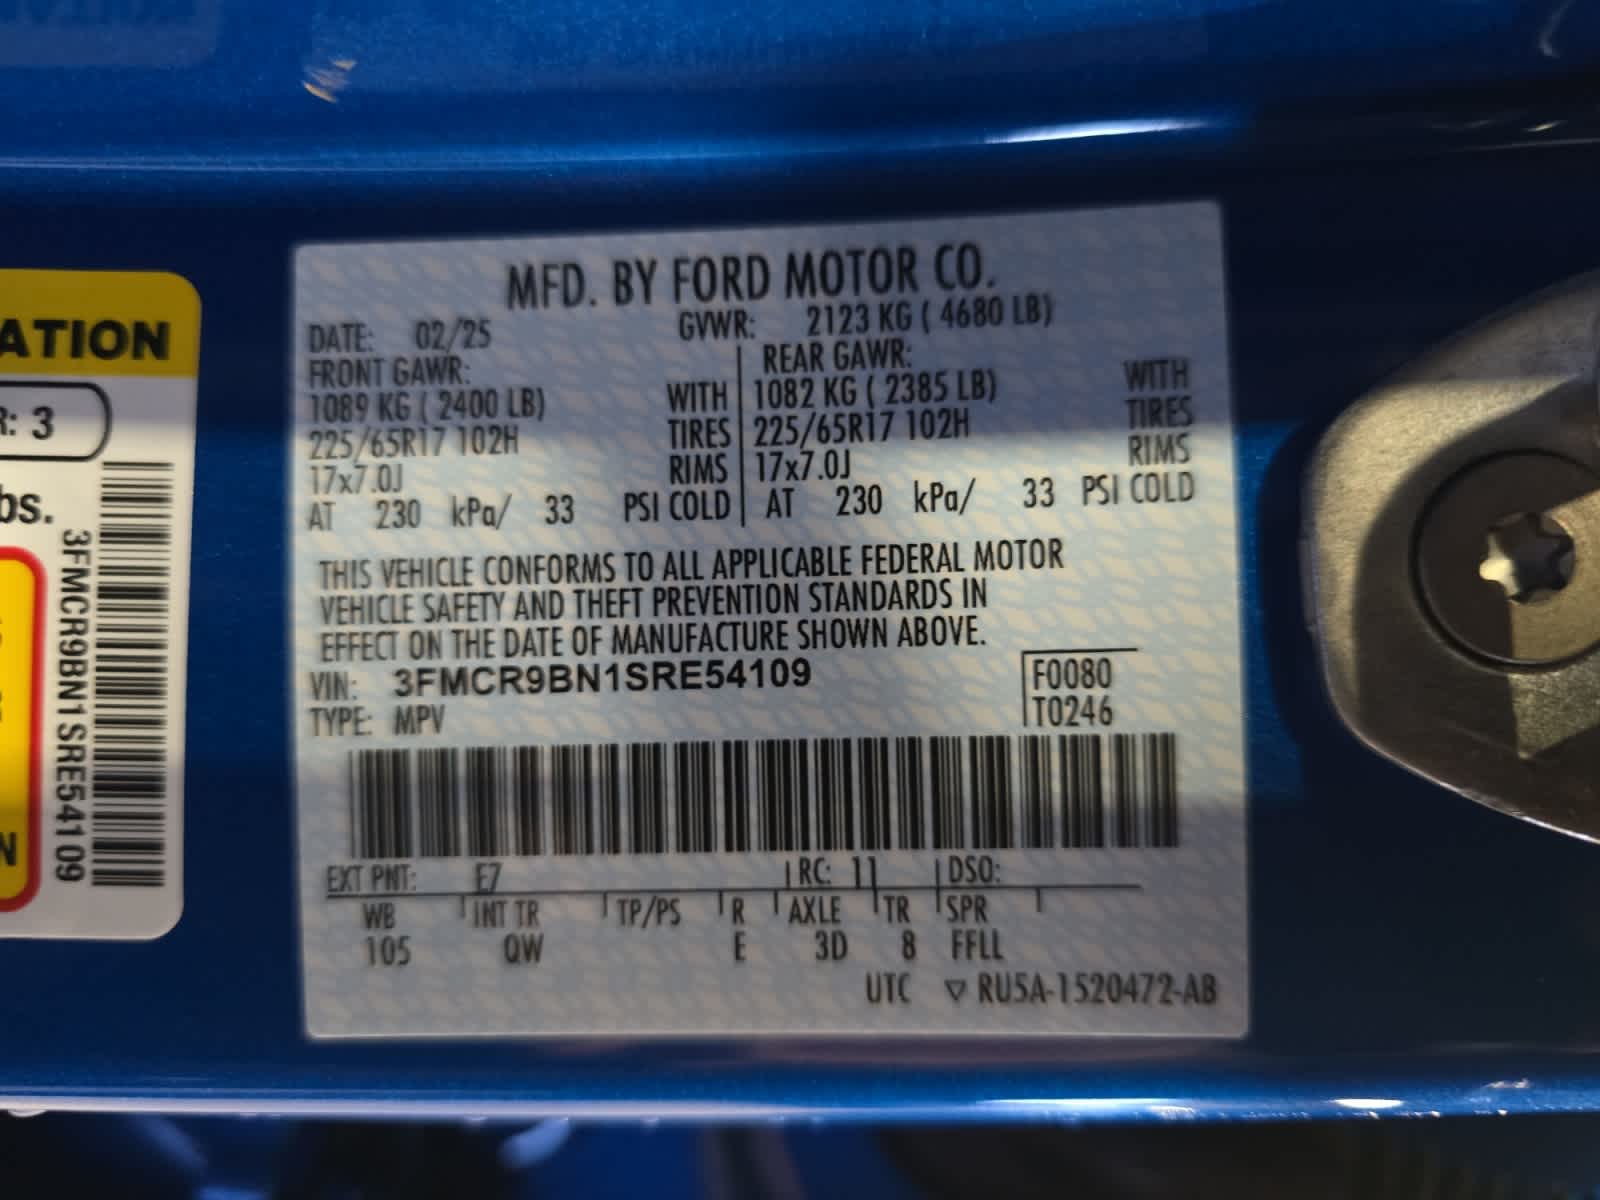 ATION
R: 3
bs.
3FMCR9BN1SRE54109
N
MFD. BY FORD MOTOR CO.
DATE: 02/25 GVWR: 2123 KG ( 4680 LB)
FRONT GAWR: REAR GAWR:
1089 KG ( 2400 LB) WITH 1082 KG ( 2385 LB) WITH
225/65R17 102H TIRES 225/65R17 102H TIRES
17x7.0J RIMS 17x7.0J RIMS
AT 230 kPa/ 33 PSI COLD AT 230 kPa/ 33 PSI COLD
THIS VEHICLE CONFORMS TO ALL APPLICABLE FEDERAL MOTOR
VEHICLE SAFETY AND THEFT PREVENTION STANDARDS IN
EFFECT ON THE DATE OF MANUFACTURE SHOWN ABOVE.
VIN: 3FMCR9BN1SRE54109 F0080
TYPE: MPV T0246
EXT PNT: E7 RC: 11 DSO:
WB INT TR TP/PS R AXLE TR SPR
105 QW E 3D 8 FFLL
UTC ▽ RU5A-1520472-AB